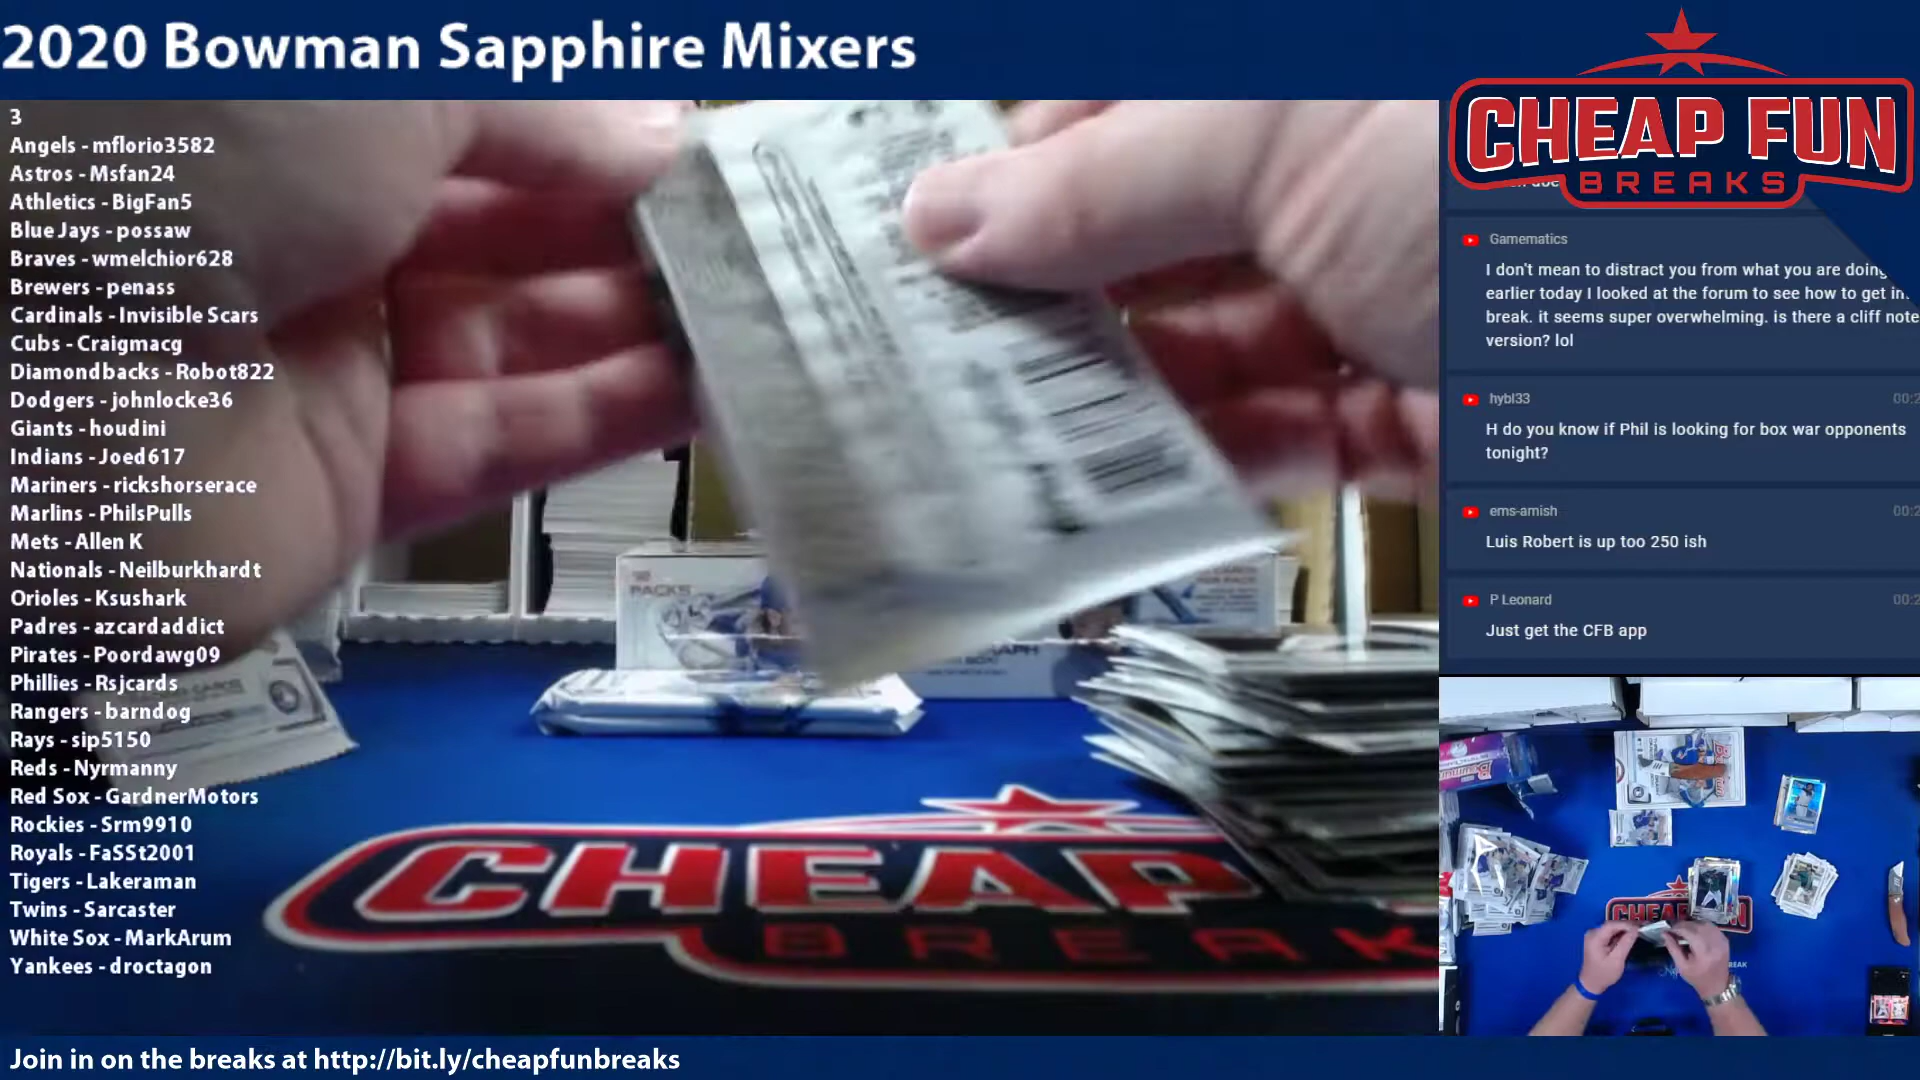 2020 Bowman Sapphire Mixers
3
Angels - mflorio3582
Astros - Msfan24
Athletics - BigFan5
Blue Jays - possaw
Braves - wmelchior628
Brewers - penass
Cardinals - Invisible Scars
Cubs - Craigmacg
Diamondbacks - Robot822
Dodgers - johnlocke36
Giants - houdini
Indians - Joed617
Mariners - rickshorserace
Marlins - PhilsPulls
Mets - Allen K
Nationals - Neilburkhardt
Orioles - Ksushark
Padres - azcardaddict
Pirates - Poordawg09
Phillies - Rsjcards
Rangers - barndog
Rays - sip5150
Reds - Nyrmanny
Red Sox - GardnerMotors
Rockies - Srm9910
Royals - FaSSt2001
Tigers - Lakeraman
Twins - Sarcaster
White Sox - MarkArum
Yankees - droctagon
PACKS
CHEAP
BREAK
CHEAP FUN
BREAKS
Gamematics
I don't mean to distract you from what you are doing
earlier today I looked at the forum to see how to get in
break. it seems super overwhelming. is there a cliff note
version? lol
hybl33
00:2
H do you know if Phil is looking for box war opponents
tonight?
ems-amish
00:2
Luis Robert is up too 250 ish
P Leonard
00:2
Just get the CFB app
Join in on the breaks at http://bit.ly/cheapfunbreaks